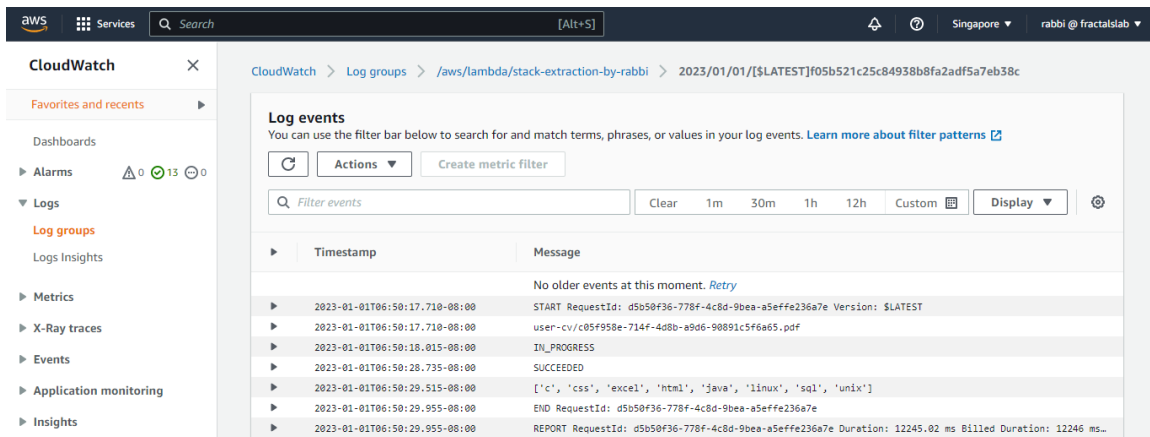 aws Services Search [Alt+S] Singapore ▼ rabbi @ fractalslab ▼
CloudWatch
Favorites and recents
Dashboards
Alarms 0 13 0
Logs
Log groups
Logs Insights
Metrics
X-Ray traces
Events
Application monitoring
Insights
CloudWatch > Log groups > /aws/lambda/stack-extraction-by-rabbi > 2023/01/01/[$LATEST]f05b521c25c84938b8fa2adf5a7eb38c
Log events
You can use the filter bar below to search for and match terms, phrases, or values in your log events. Learn more about filter patterns
Actions ▼ Create metric filter
Filter events Clear 1m 30m 1h 12h Custom Display ▼
Timestamp Message
No older events at this moment. Retry
2023-01-01T06:50:17.710-08:00 START RequestId: d5b50f36-778f-4c8d-9bea-a5effe236a7e Version: $LATEST
2023-01-01T06:50:17.710-08:00 user-cv/c05f958e-714f-4d8b-a9d6-90891c5f6a65.pdf
2023-01-01T06:50:18.015-08:00 IN_PROGRESS
2023-01-01T06:50:28.735-08:00 SUCCEEDED
2023-01-01T06:50:29.515-08:00 ['c', 'css', 'excel', 'html', 'java', 'linux', 'sql', 'unix']
2023-01-01T06:50:29.955-08:00 END RequestId: d5b50f36-778f-4c8d-9bea-a5effe236a7e
2023-01-01T06:50:29.955-08:00 REPORT RequestId: d5b50f36-778f-4c8d-9bea-a5effe236a7e Duration: 12245.02 ms Billed Duration: 12246 ms…